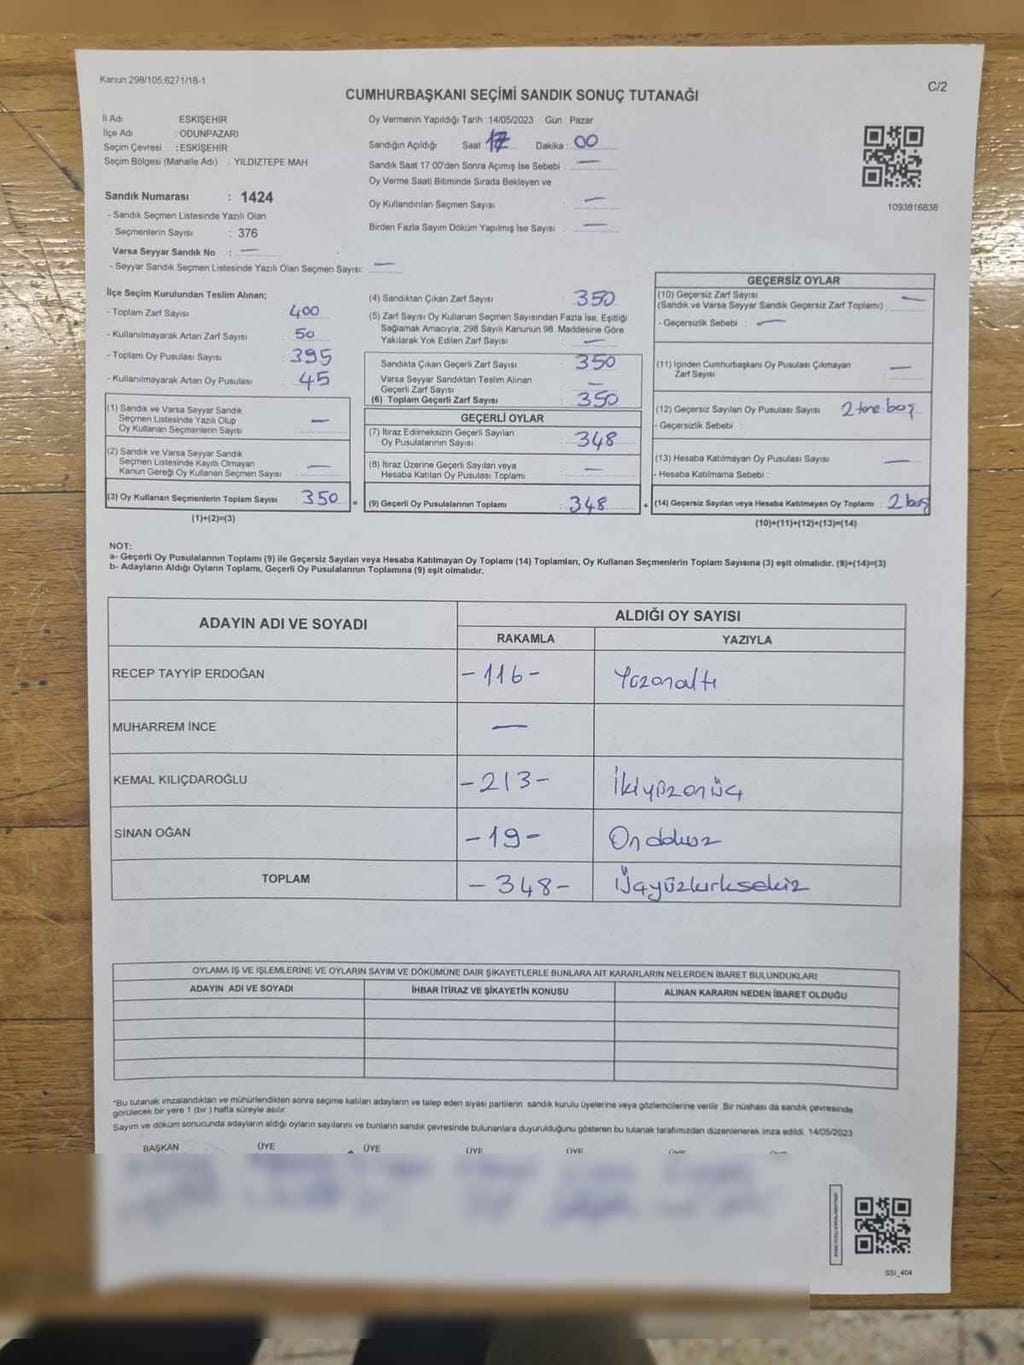 Kanun 298/105,6271/18-1
C/2
CUMHURBAŞKANI SEÇİMİ SANDIK SONUÇ TUTANAĞI
İl Adı ESKİŞEHİR
İlçe Adı : ODUNPAZARI
Seçim Çevresi : ESKİŞEHİR
Seçim Bölgesi (Mahalle Adı) : YILDIZTEPE MAH
Sandık Numarası : 1424
- Sandık Seçmen Listesinde Yazılı Olan
Seçmenlerin Sayısı : 376
Varsa Seyyar Sandık No : —
- Seyyar Sandık Seçmen Listesinde Yazılı Olan Seçmen Sayısı: —
Oy Vermenin Yapıldığı Tarih :14/05/2023 Gün : Pazar
Sandığın Açıldığı Saat 17 Dakika : 00
Sandık Saat 17:00'den Sonra Açımış İse Sebebi : —
Oy Verme Saati Bitiminde Sırada Bekleyen ve
Oy Kullandırılan Seçmen Sayısı —
Birden Fazla Sayım Döküm Yapılmış İse Sayısı : —
1093816838
İlçe Seçim Kurulundan Teslim Alınan;
- Toplam Zarf Sayısı : 400
- Kullanılmayarak Artan Zarf Sayısı : 50
- Toplam Oy Pusulası Sayısı : 395
- Kullanılmayarak Artan Oy Pusulası : 45
(1) Sandık ve Varsa Seyyar Sandık
Seçmen Listesinde Yazılı Olup
Oy Kullanan Seçmenlerin Sayısı : —
(2) Sandık ve Varsa Seyyar Sandık
Seçmen Listesinde Kayıtlı Olmayan
Kanun Gereği Oy Kullanan Seçmen Sayısı : —
(3) Oy Kullanan Seçmenlerin Toplam Sayısı : 350 =
(1)+(2)=(3)
(4) Sandıktan Çıkan Zarf Sayısı : 350
(5) Zarf Sayısı Oy Kullanan Seçmen Sayısından Fazla İse, Eşitliği
Sağlamak Amacıyla; 298 Sayılı Kanunun 98. Maddesine Göre
Yakılarak Yok Edilen Zarf Sayısı : —
Sandıkta Çıkan Geçerli Zarf Sayısı : 350
Varsa Seyyar Sandıktan Teslim Alınan
Geçerli Zarf Sayısı : —
(6) Toplam Geçerli Zarf Sayısı : 350
GEÇERLİ OYLAR
(7) İtiraz Edilmeksizin Geçerli Sayılan
Oy Pusulalarının Sayısı : 348
(8) İtiraz Üzerine Geçerli Sayılan veya
Hesaba Katılan Oy Pusulası Toplamı : —
(9) Geçerli Oy Pusulalarının Toplamı : 348 +
GEÇERSİZ OYLAR
(10) Geçersiz Zarf Sayısı
(Sandık ve Varsa Seyyar Sandık Geçersiz Zarf Toplamı) : —
- Geçersizlik Sebebi : —
(11) İçinden Cumhurbaşkanı Oy Pusulası Çıkmayan
Zarf Sayısı : —
(12) Geçersiz Sayılan Oy Pusulası Sayısı : 2 tane boş
- Geçersizlik Sebebi :
(13) Hesaba Katılmayan Oy Pusulası Sayısı : —
- Hesaba Katılmama Sebebi :
(14) Geçersiz Sayılan veya Hesaba Katılmayan Oy Toplamı : 2 boş
(10)+(11)+(12)+(13)=(14)
NOT:
a- Geçerli Oy Pusulalarının Toplamı (9) ile Geçersiz Sayılan veya Hesaba Katılmayan Oy Toplamı (14) Toplamları, Oy Kullanan Seçmenlerin Toplam Sayısına (3) eşit olmalıdır. (9)+(14)=(3)
b- Adayların Aldığı Oyların Toplamı, Geçerli Oy Pusulalarının Toplamına (9) eşit olmalıdır.
ADAYIN ADI VE SOYADI
ALDIĞI OY SAYISI
RAKAMLA YAZIYLA
RECEP TAYYİP ERDOĞAN -116- Yüzonaltı
MUHARREM İNCE —
KEMAL KILIÇDAROĞLU -213- İkiyüzonüç
SİNAN OĞAN -19- On dokuz
TOPLAM -348- Üçyüzkırksekiz
OYLAMA İŞ VE İŞLEMLERİNE VE OYLARIN SAYIM VE DÖKÜMÜNE DAİR ŞİKAYETLERLE BUNLARA AİT KARARLARIN NELERDEN İBARET BULUNDUKLARI
ADAYIN ADI VE SOYADI İHBAR İTİRAZ VE ŞİKAYETİN KONUSU ALINAN KARARIN NEDEN İBARET OLDUĞU
*Bu tutanak imzalandıktan ve mühürlendikten sonra seçime katılan adayların ve talep eden siyasi partilerin sandık kurulu üyelerine veya gözlemcilerine verilir. Bir nüshası da sandık çevresinde
görülecek bir yere 1 (bir ) hafta süreyle asılır.
Sayım ve döküm sonucunda adayların aldığı oyların sayılarını ve bunların sandık çevresinde bulunanlara duyurulduğunu gösteren bu tutanak tarafımızdan düzenlenerek imza edildi. 14/05/2023
BAŞKAN ÜYE ÜYE ÜYE ÜYE ÜYE
SSI_404